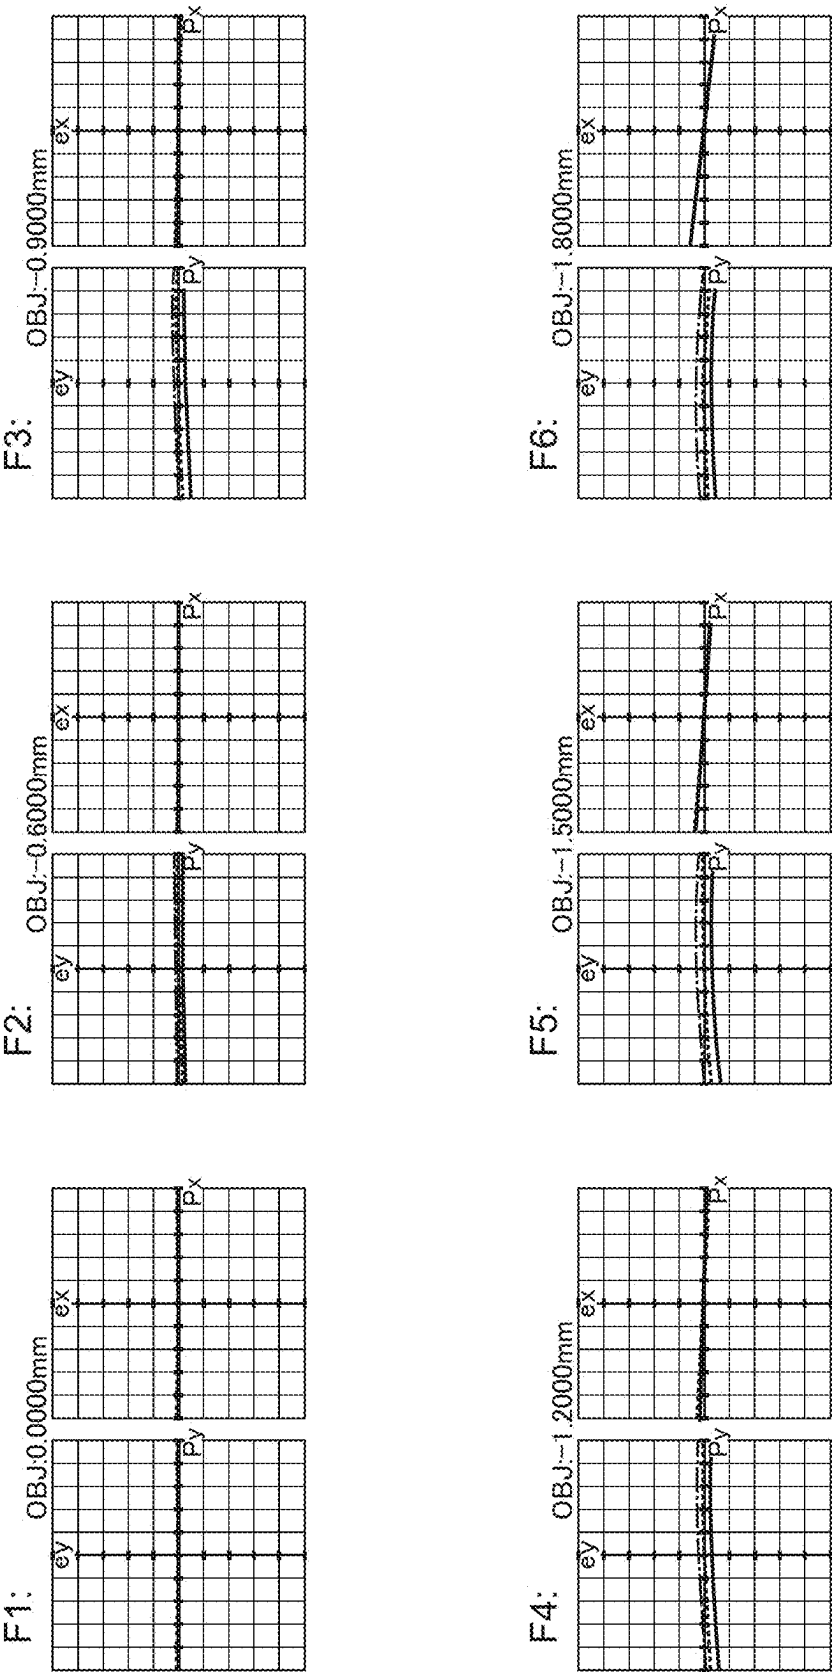 F1:
OBJ:0.0000mm
ey
Py
ex
Px
F2:
OBJ:-0.6000mm
ey
Py
ex
Px
F3:
OBJ:-0.9000mm
ey
Py
ex
Px
F4:
OBJ:-1.2000mm
ey
Py
ex
Px
F5:
OBJ:-1.5000mm
ey
Py
ex
Px
F6:
OBJ:-1.8000mm
ey
Py
ex
Px